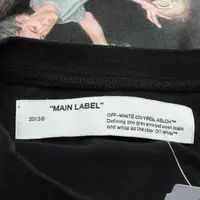 "MAIN LABEL"
2013®
OFF-WHITE c/o VIRGIL ABLOH™
Defining the grey area between black
and white as the color Off-White™